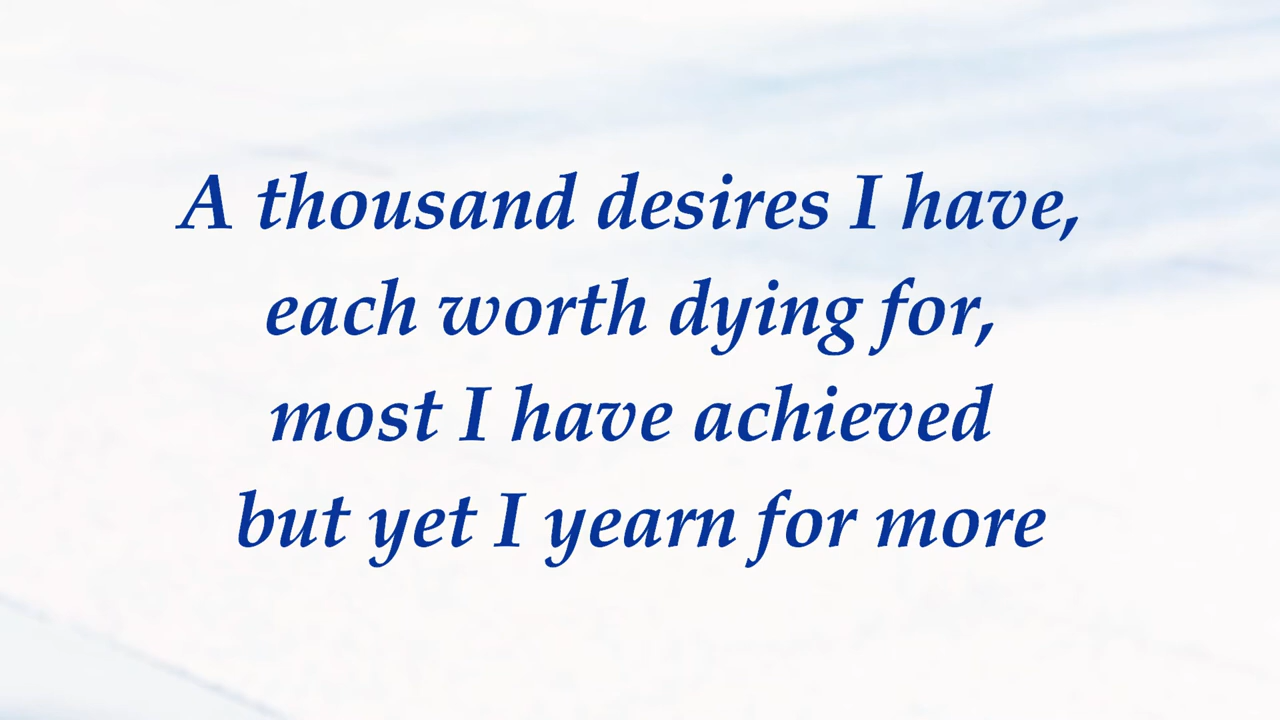 A thousand desires I have,
each worth dying for,
most I have achieved
but yet I yearn for more